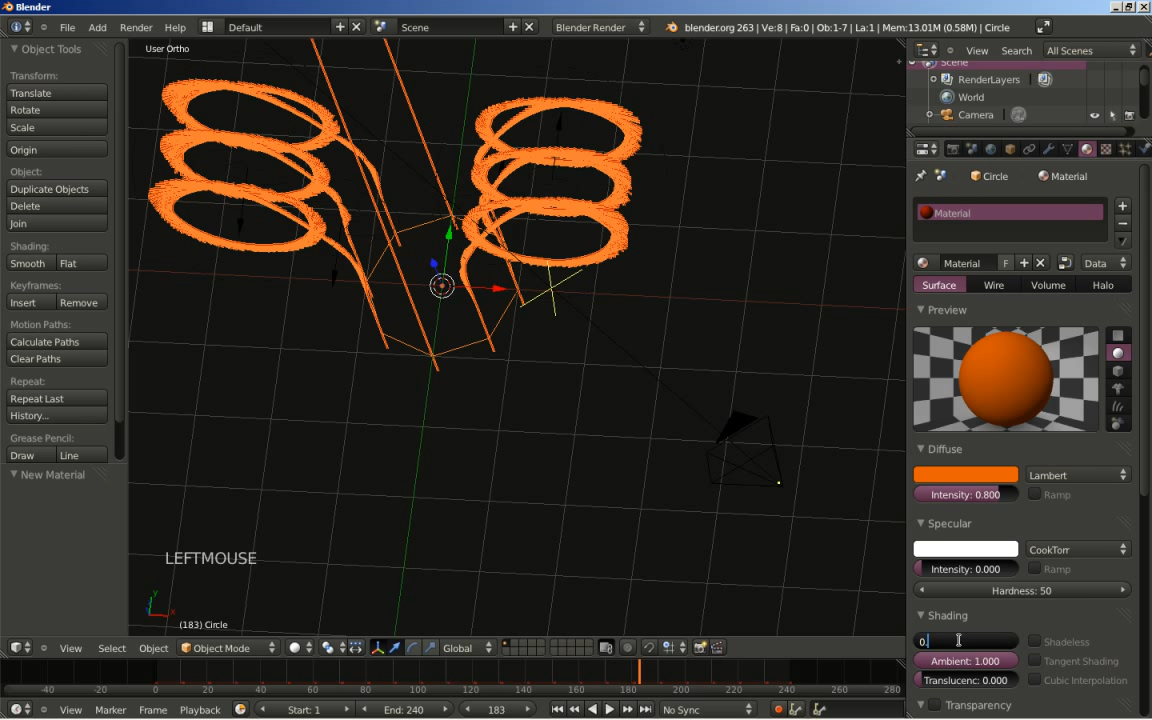 Blender
File Add Render Help Default Scene Blender Render blender.org 263 | Ve:8 | Fa:0 | Ob:1-7 | La:1 | Mem:13.01M (0.58M) | Circle
Object Tools
Transform:
Translate
Rotate
Scale
Origin
Object:
Duplicate Objects
Delete
Join
Shading:
Smooth Flat
Keyframes:
Insert Remove
Motion Paths:
Calculate Paths
Clear Paths
Repeat:
Repeat Last
History...
Grease Pencil:
Draw Line
New Material
User Ortho
LEFTMOUSE
y
x
(183) Circle
View Select Object Object Mode Global
-40 -20 0 20 40 60 80 100 120 140 160 180 200 220 240 260 280
View Marker Frame Playback Start: 1 End: 240 183 No Sync
View Search All Scenes
Scene
RenderLayers
World
Camera
Circle Material
Material
Material F Data
Surface Wire Volume Halo
Preview
Diffuse
Lambert
Intensity: 0.800 Ramp
Specular
CookTorr
Intensity: 0.000 Ramp
Hardness: 50
Shading
0. Shadeless
Ambient: 1.000 Tangent Shading
Translucenc: 0.000 Cubic Interpolation
Transparency